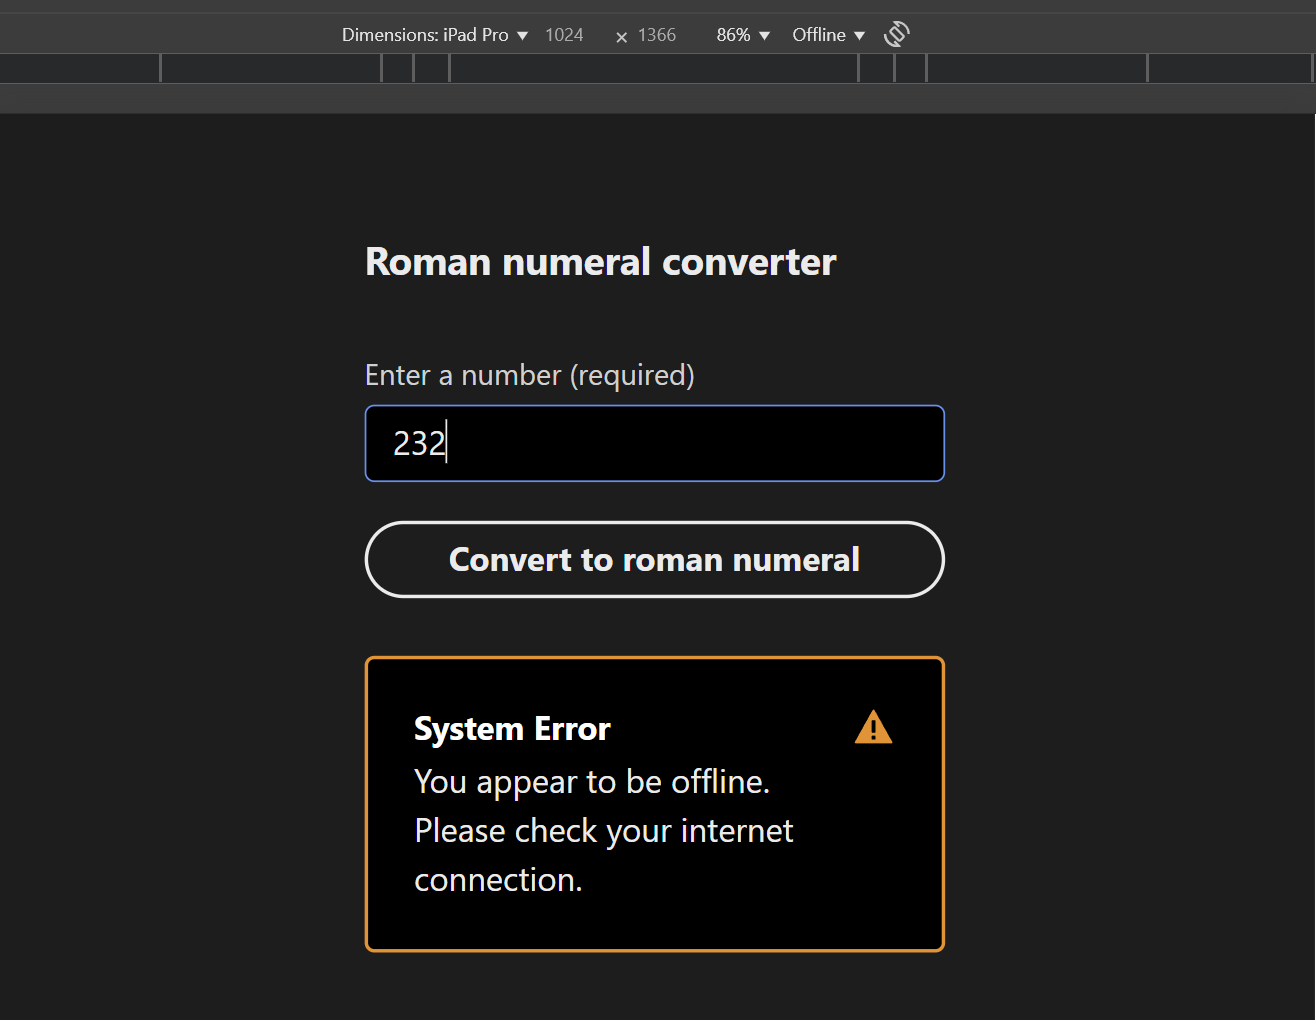 Dimensions: iPad Pro ▼ 1024 × 1366 86% ▼ Offline ▼
Roman numeral converter
Enter a number (required)
232
Convert to roman numeral
System Error
You appear to be offline.
Please check your internet
connection.